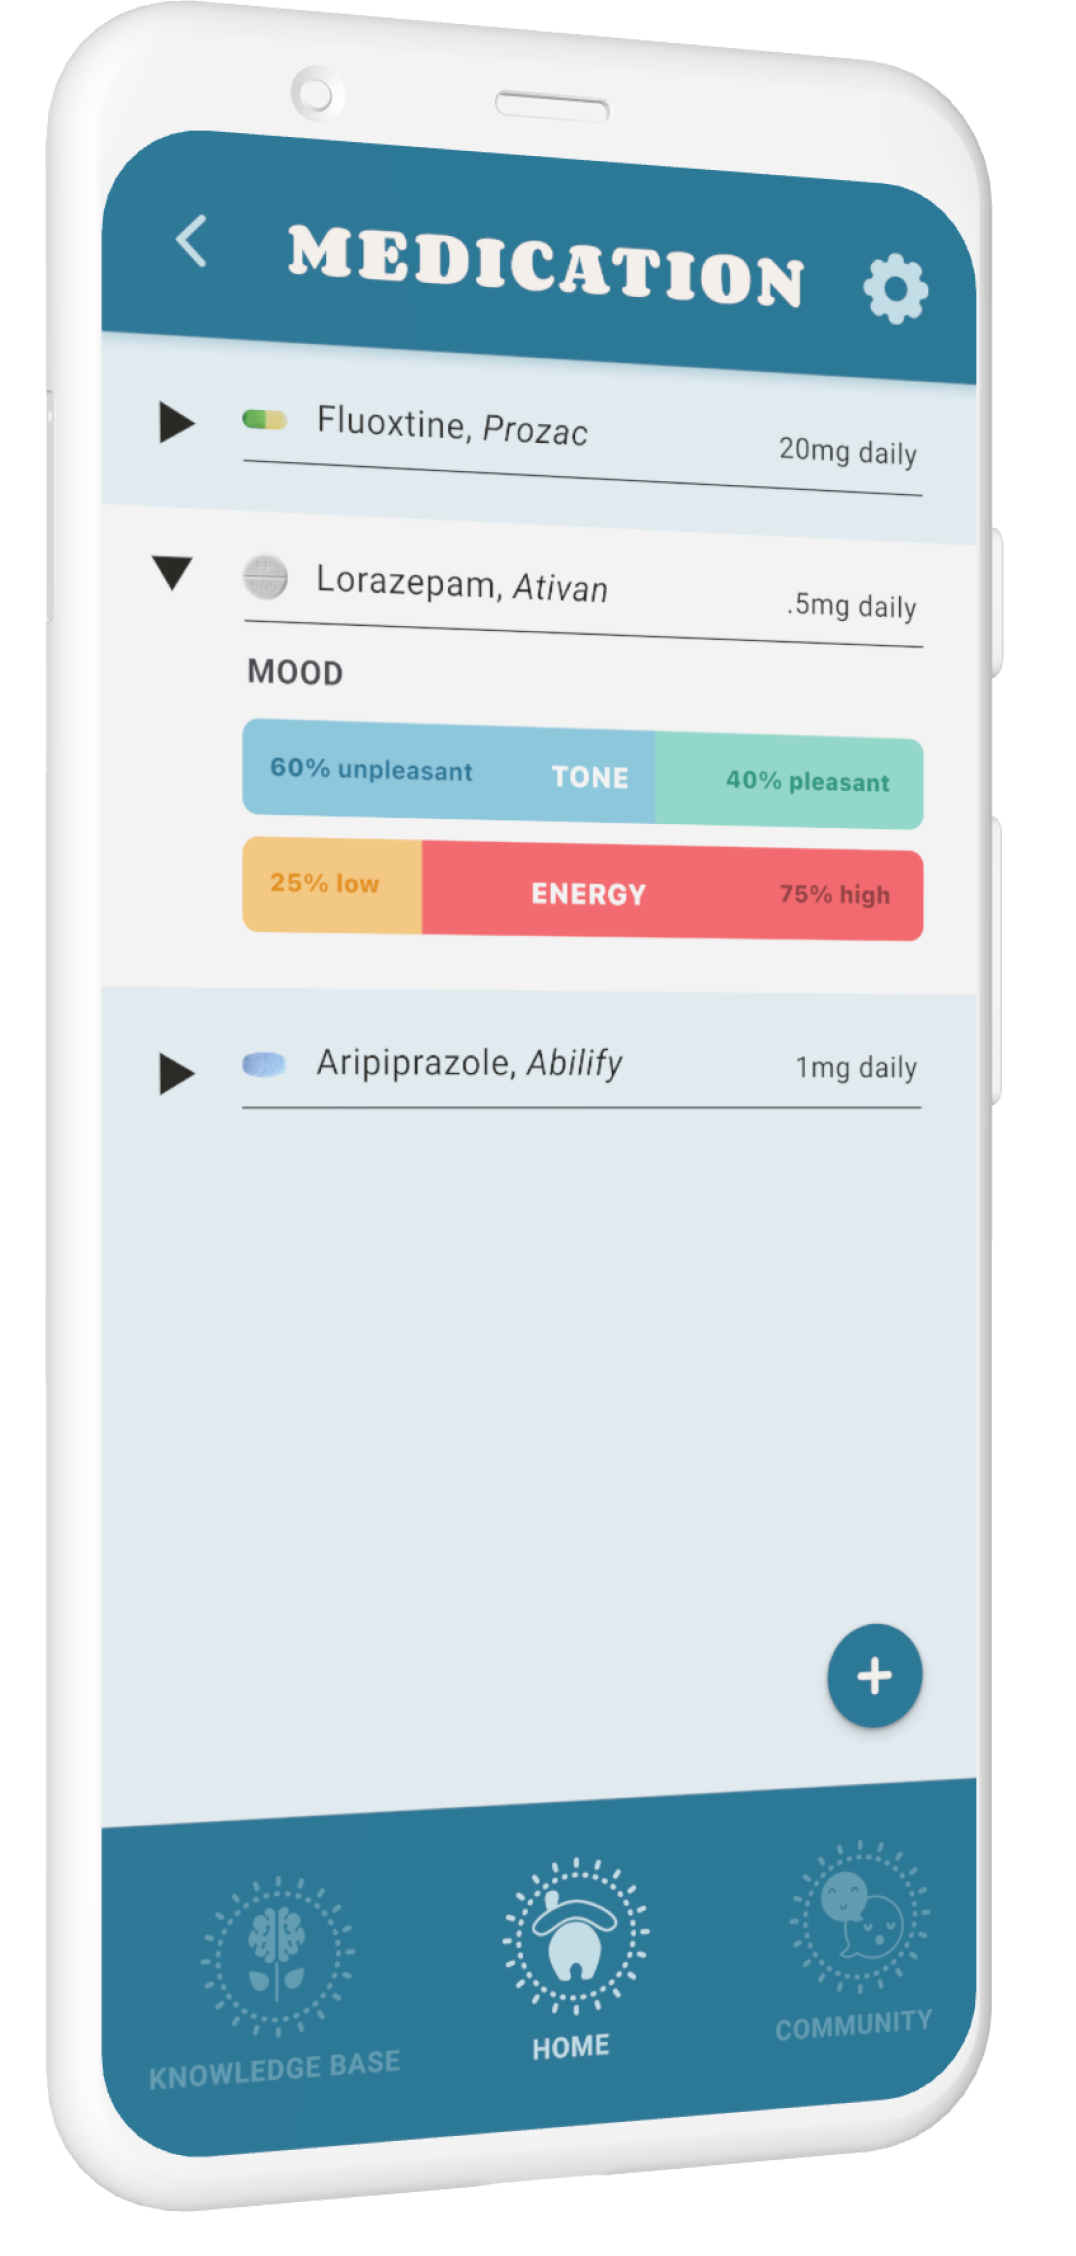 MEDICATION
Fluoxtine, Prozac 20mg daily
Lorazepam, Ativan .5mg daily
MOOD
60% unpleasant TONE 40% pleasant
25% low ENERGY 75% high
Aripiprazole, Abilify 1mg daily
KNOWLEDGE BASE HOME COMMUNITY